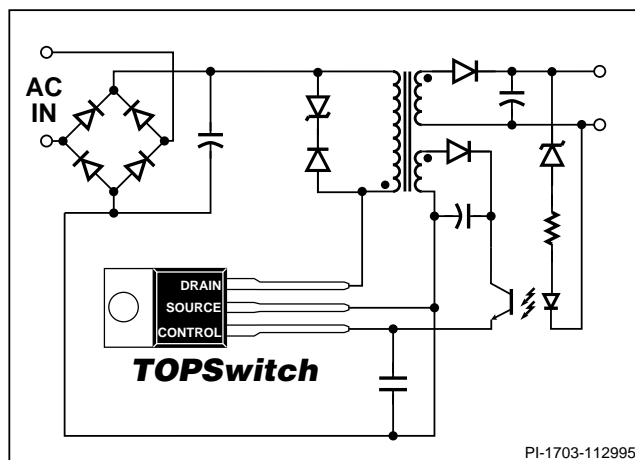 AC
IN
DRAIN
SOURCE
CONTROL
TOPSwitch
PI-1703-112995